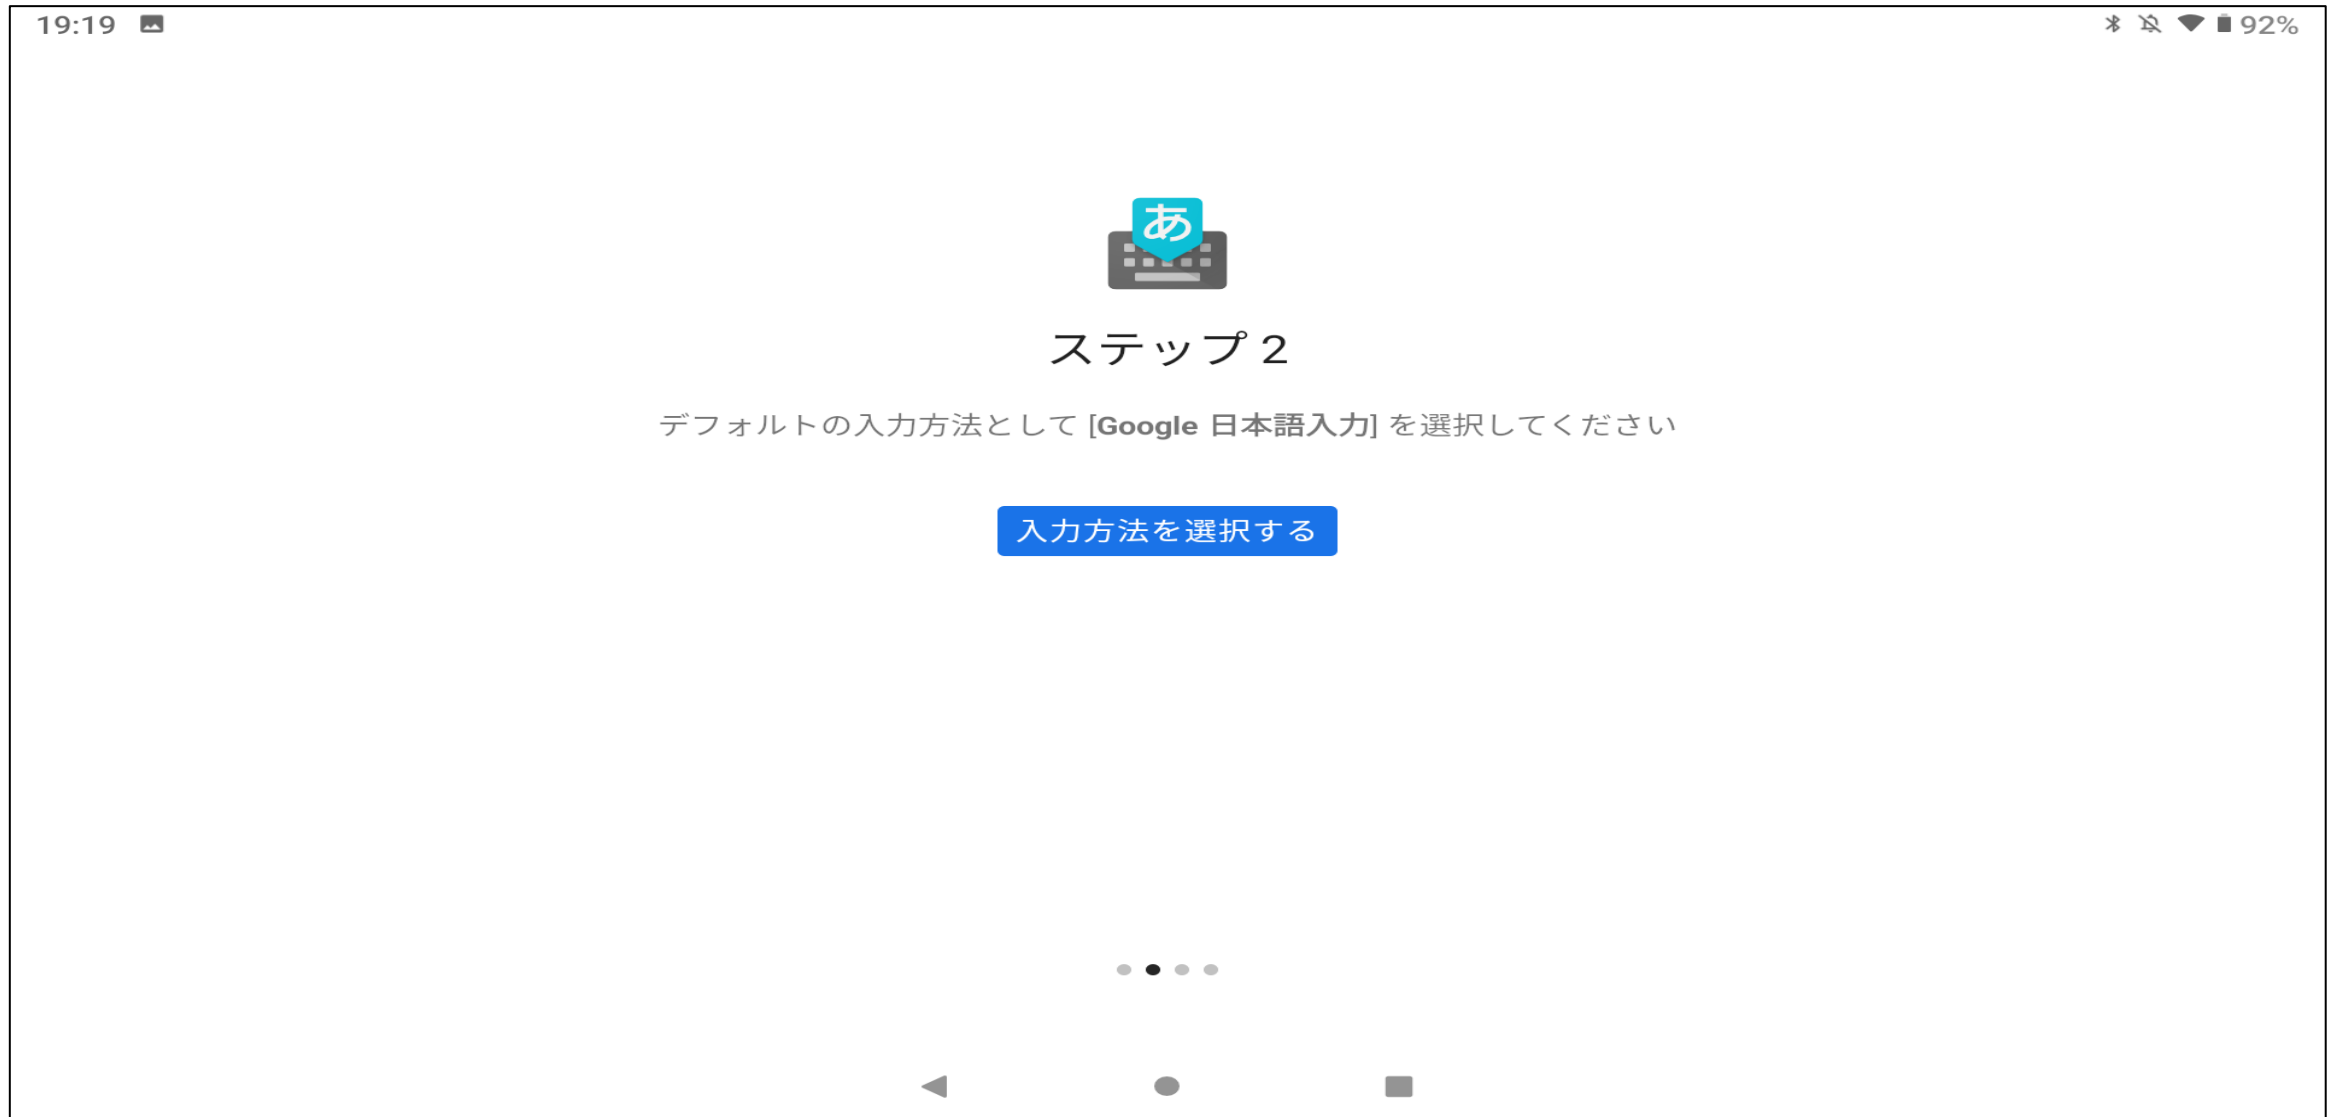 19:19 92%
あ
ステップ 2
デフォルトの入力方法として [Google 日本語入力] を選択してください
入力方法を選択する